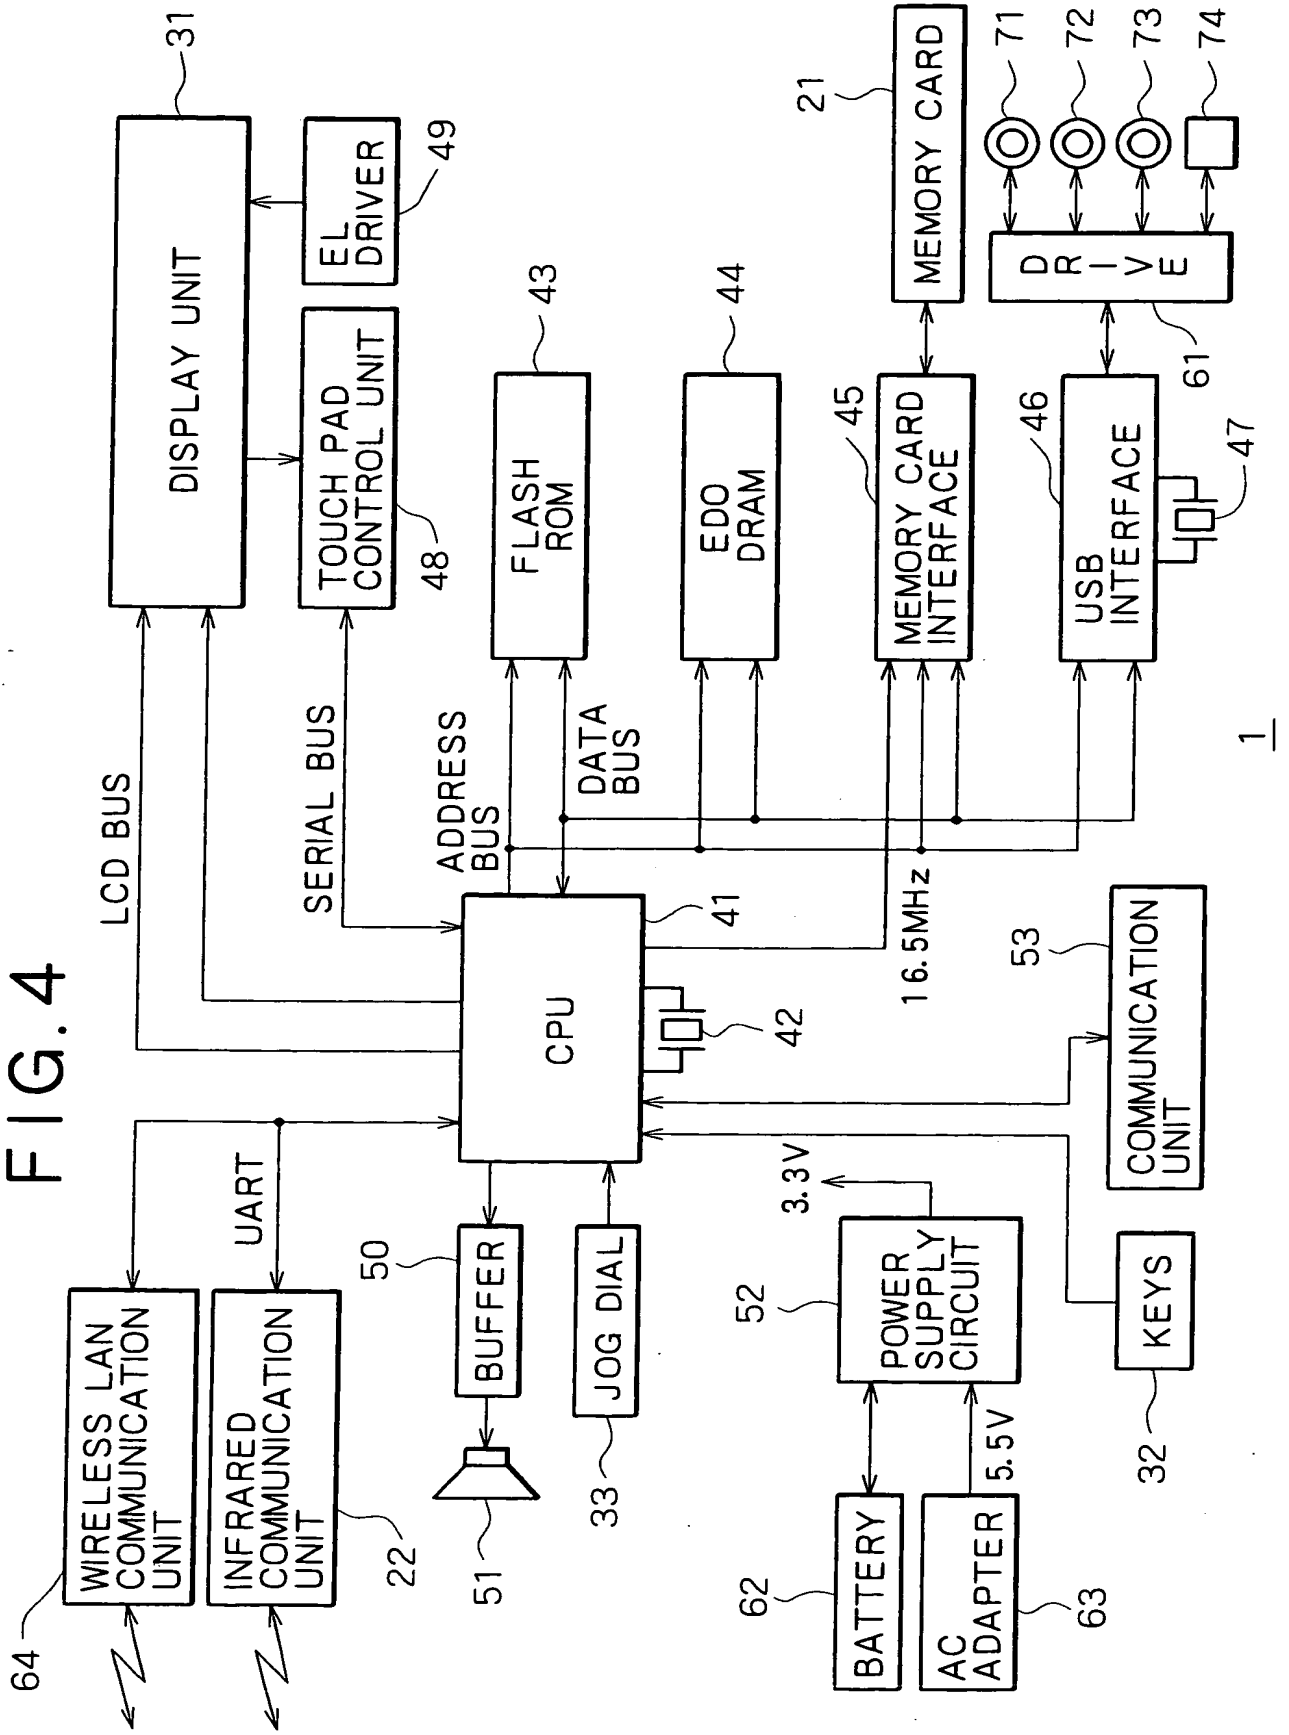 FIG. 4
64
WIRELESS LAN
COMMUNICATION
UNIT
INFRARED
COMMUNICATION
UNIT
22
UART
LCD BUS
SERIAL BUS
DISPLAY UNIT
31
TOUCH PAD
CONTROL UNIT
48
EL
DRIVER
49
51
BUFFER
50
JOG DIAL
33
CPU
41
42
ADDRESS
BUS
DATA
BUS
FLASH
ROM
43
EDO
DRAM
44
16.5MHz
MEMORY CARD
INTERFACE
45
MEMORY CARD
21
USB
INTERFACE
46
47
DRIVE
61
71
72
73
74
62
BATTERY
AC
ADAPTER
63
5.5V
POWER
SUPPLY
CIRCUIT
52
3.3V
KEYS
32
COMMUNICATION
UNIT
53
1